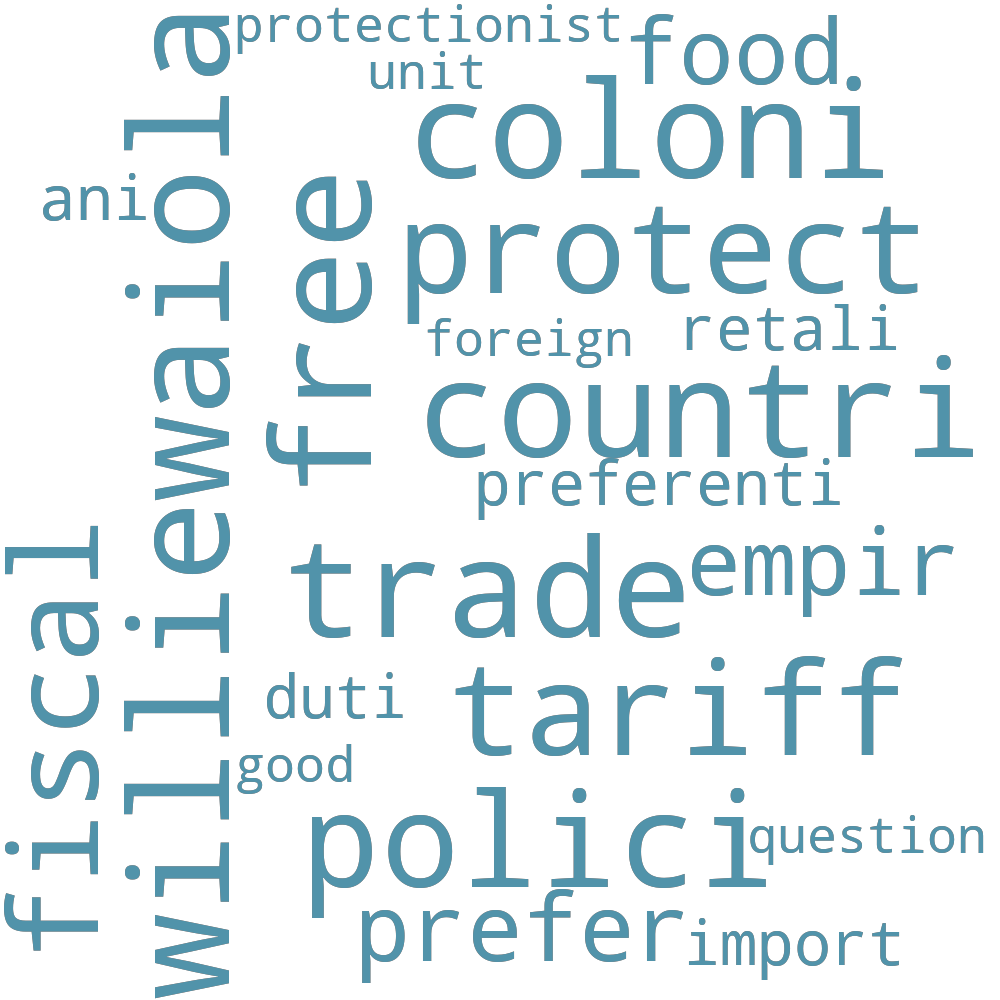 protectionist
food
unit
coloni
ani
protect
foreign
retali
countri
preferenti
free
williewaiola
fiscal
trade
empir
duti
tariff
good
polici
question
prefer
import